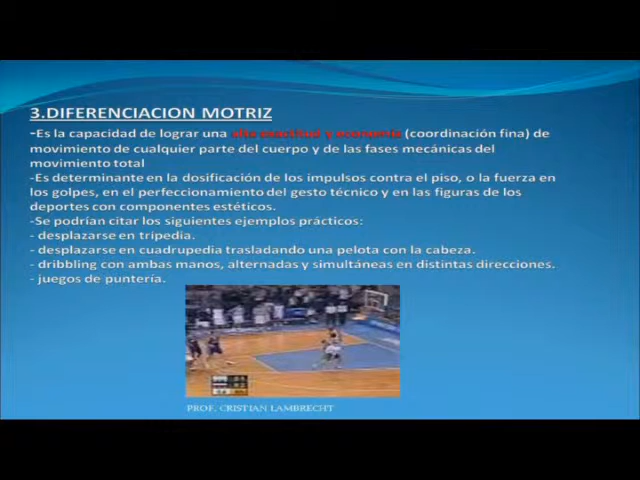 3.DIFERENCIACION MOTRIZ
-Es la capacidad de lograr una alta exactitud y economía (coordinación fina) de
movimiento de cualquier parte del cuerpo y de las fases mecánicas del
movimiento total
-Es determinante en la dosificación de los impulsos contra el piso, o la fuerza en
los golpes, en el perfeccionamiento del gesto técnico y en las figuras de los
deportes con componentes estéticos.
-Se podrían citar los siguientes ejemplos prácticos:
- desplazarse en tripedia.
- desplazarse en cuadrupedia trasladando una pelota con la cabeza.
- dribbling con ambas manos, alternadas y simultáneas en distintas direcciones.
- juegos de puntería.
PROF. CRISTIAN LAMBRECHT